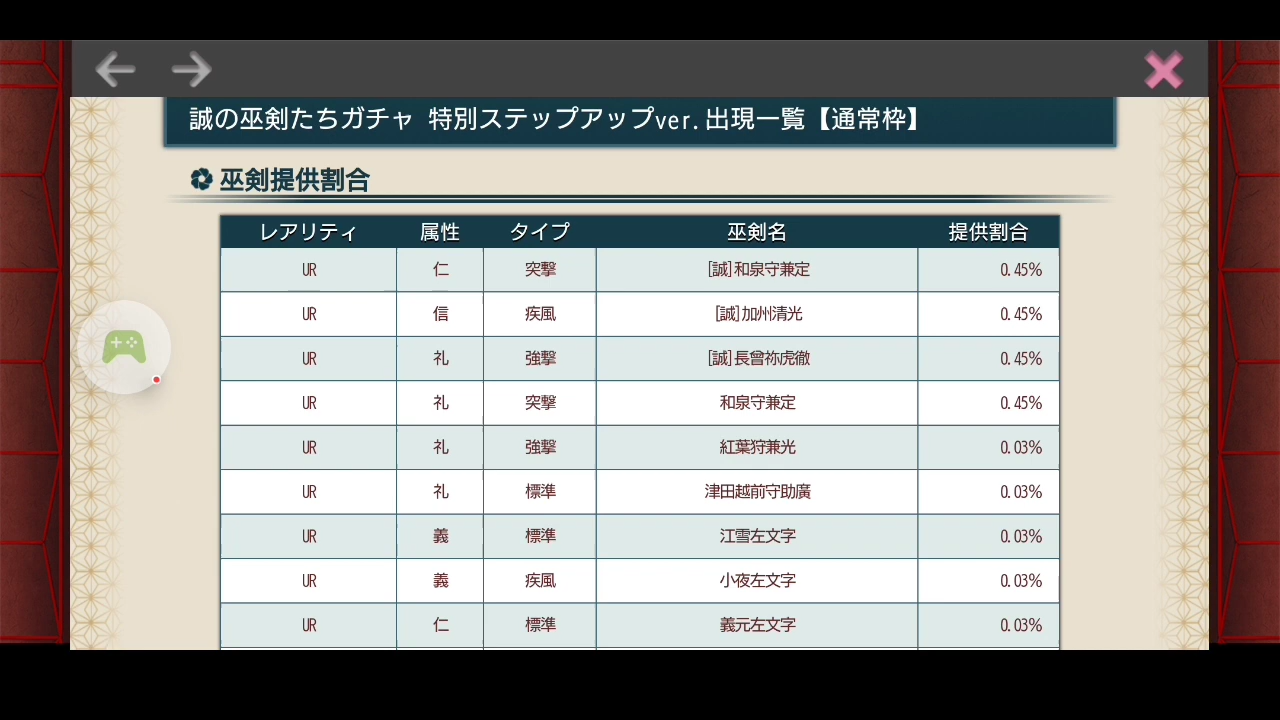 誠の巫剣たちガチャ 特別ステップアップver.出現一覧【通常枠】
巫剣提供割合
レアリティ 属性 タイプ 巫剣名 提供割合
UR 仁 突撃 [誠]和泉守兼定 0.45%
UR 信 疾風 [誠]加州清光 0.45%
UR 礼 強撃 [誠]長曾祢虎徹 0.45%
UR 礼 突撃 和泉守兼定 0.45%
UR 礼 強撃 紅葉狩兼光 0.03%
UR 礼 標準 津田越前守助廣 0.03%
UR 義 標準 江雪左文字 0.03%
UR 義 疾風 小夜左文字 0.03%
UR 仁 標準 義元左文字 0.03%